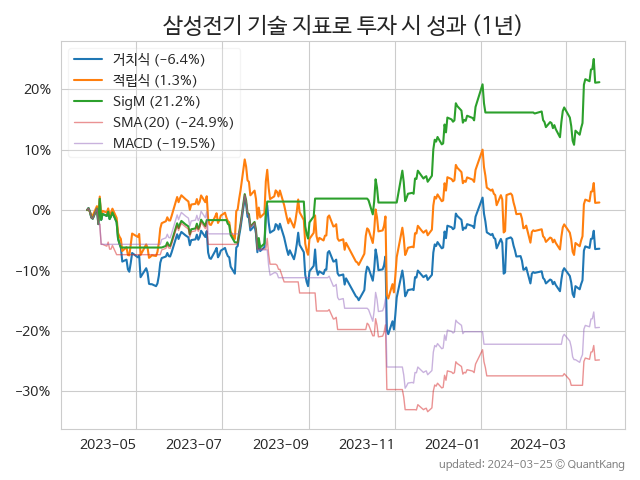 삼성전기 기술 지표로 투자 시 성과 (1년)
거치식 (−6.4%)
적립식 (1.3%)
SigM (21.2%)
SMA(20) (−24.9%)
MACD (−19.5%)
20%
10%
0%
−10%
−20%
−30%
2023-05 2023-07 2023-09 2023-11 2024-01 2024-03
updated: 2024-03-25 ⓒ QuantKang